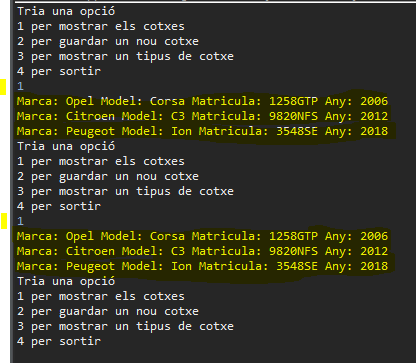 Tria una opció
1 per mostrar els cotxes
2 per guardar un nou cotxe
3 per mostrar un tipus de cotxe
4 per sortir
1
Marca: Opel Model: Corsa Matricula: 1258GTP Any: 2006
Marca: Citroen Model: C3 Matricula: 9820NFS Any: 2012
Marca: Peugeot Model: Ion Matricula: 3548SE Any: 2018
Tria una opció
1 per mostrar els cotxes
2 per guardar un nou cotxe
3 per mostrar un tipus de cotxe
4 per sortir
1
Marca: Opel Model: Corsa Matricula: 1258GTP Any: 2006
Marca: Citroen Model: C3 Matricula: 9820NFS Any: 2012
Marca: Peugeot Model: Ion Matricula: 3548SE Any: 2018
Tria una opció
1 per mostrar els cotxes
2 per guardar un nou cotxe
3 per mostrar un tipus de cotxe
4 per sortir